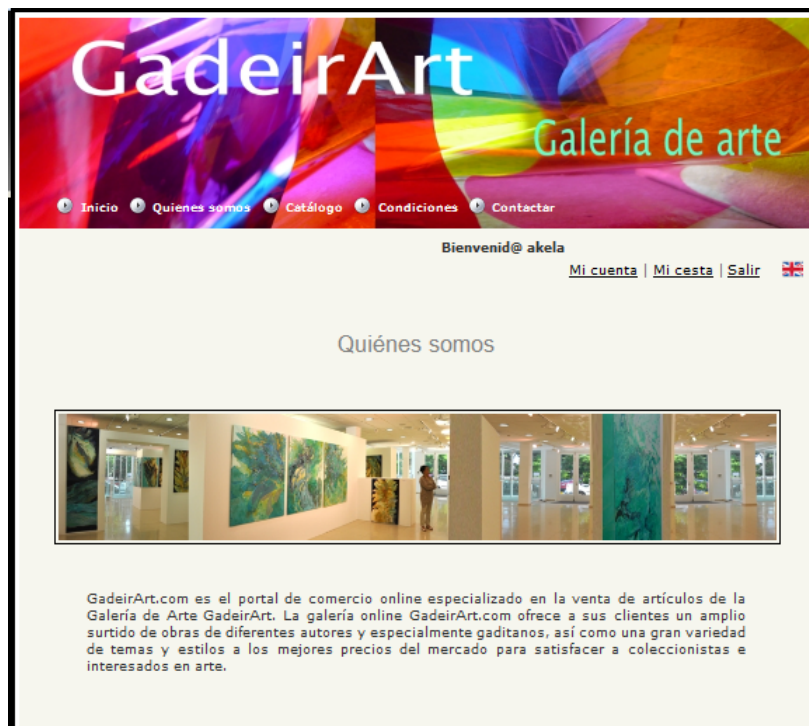 GadeirArt
Galería de arte
Inicio Quienes somos Catálogo Condiciones Contactar
Bienvenid@ akela
Mi cuenta | Mi cesta | Salir
Quiénes somos
GadeirArt.com es el portal de comercio online especializado en la venta de artículos de la
Galería de Arte GadeirArt. La galería online GadeirArt.com ofrece a sus clientes un amplio
surtido de obras de diferentes autores y especialmente gaditanos, así como una gran variedad
de temas y estilos a los mejores precios del mercado para satisfacer a coleccionistas e
interesados en arte.